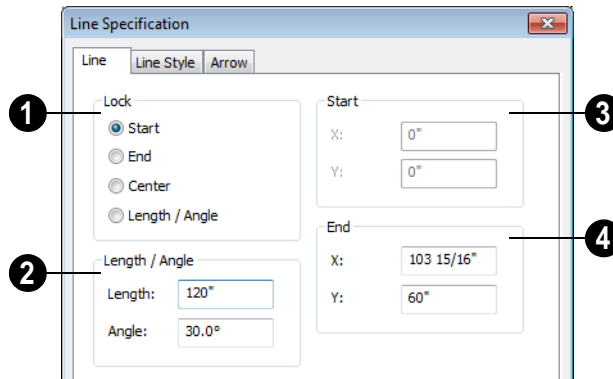 Line Specification
Line
Line Style
Arrow
1
Lock
Start
End
Center
Length / Angle
2
Length / Angle
Length: 120"
Angle: 30.0°
3
Start
X: 0"
Y: 0"
4
End
X: 103 15/16"
Y: 60"